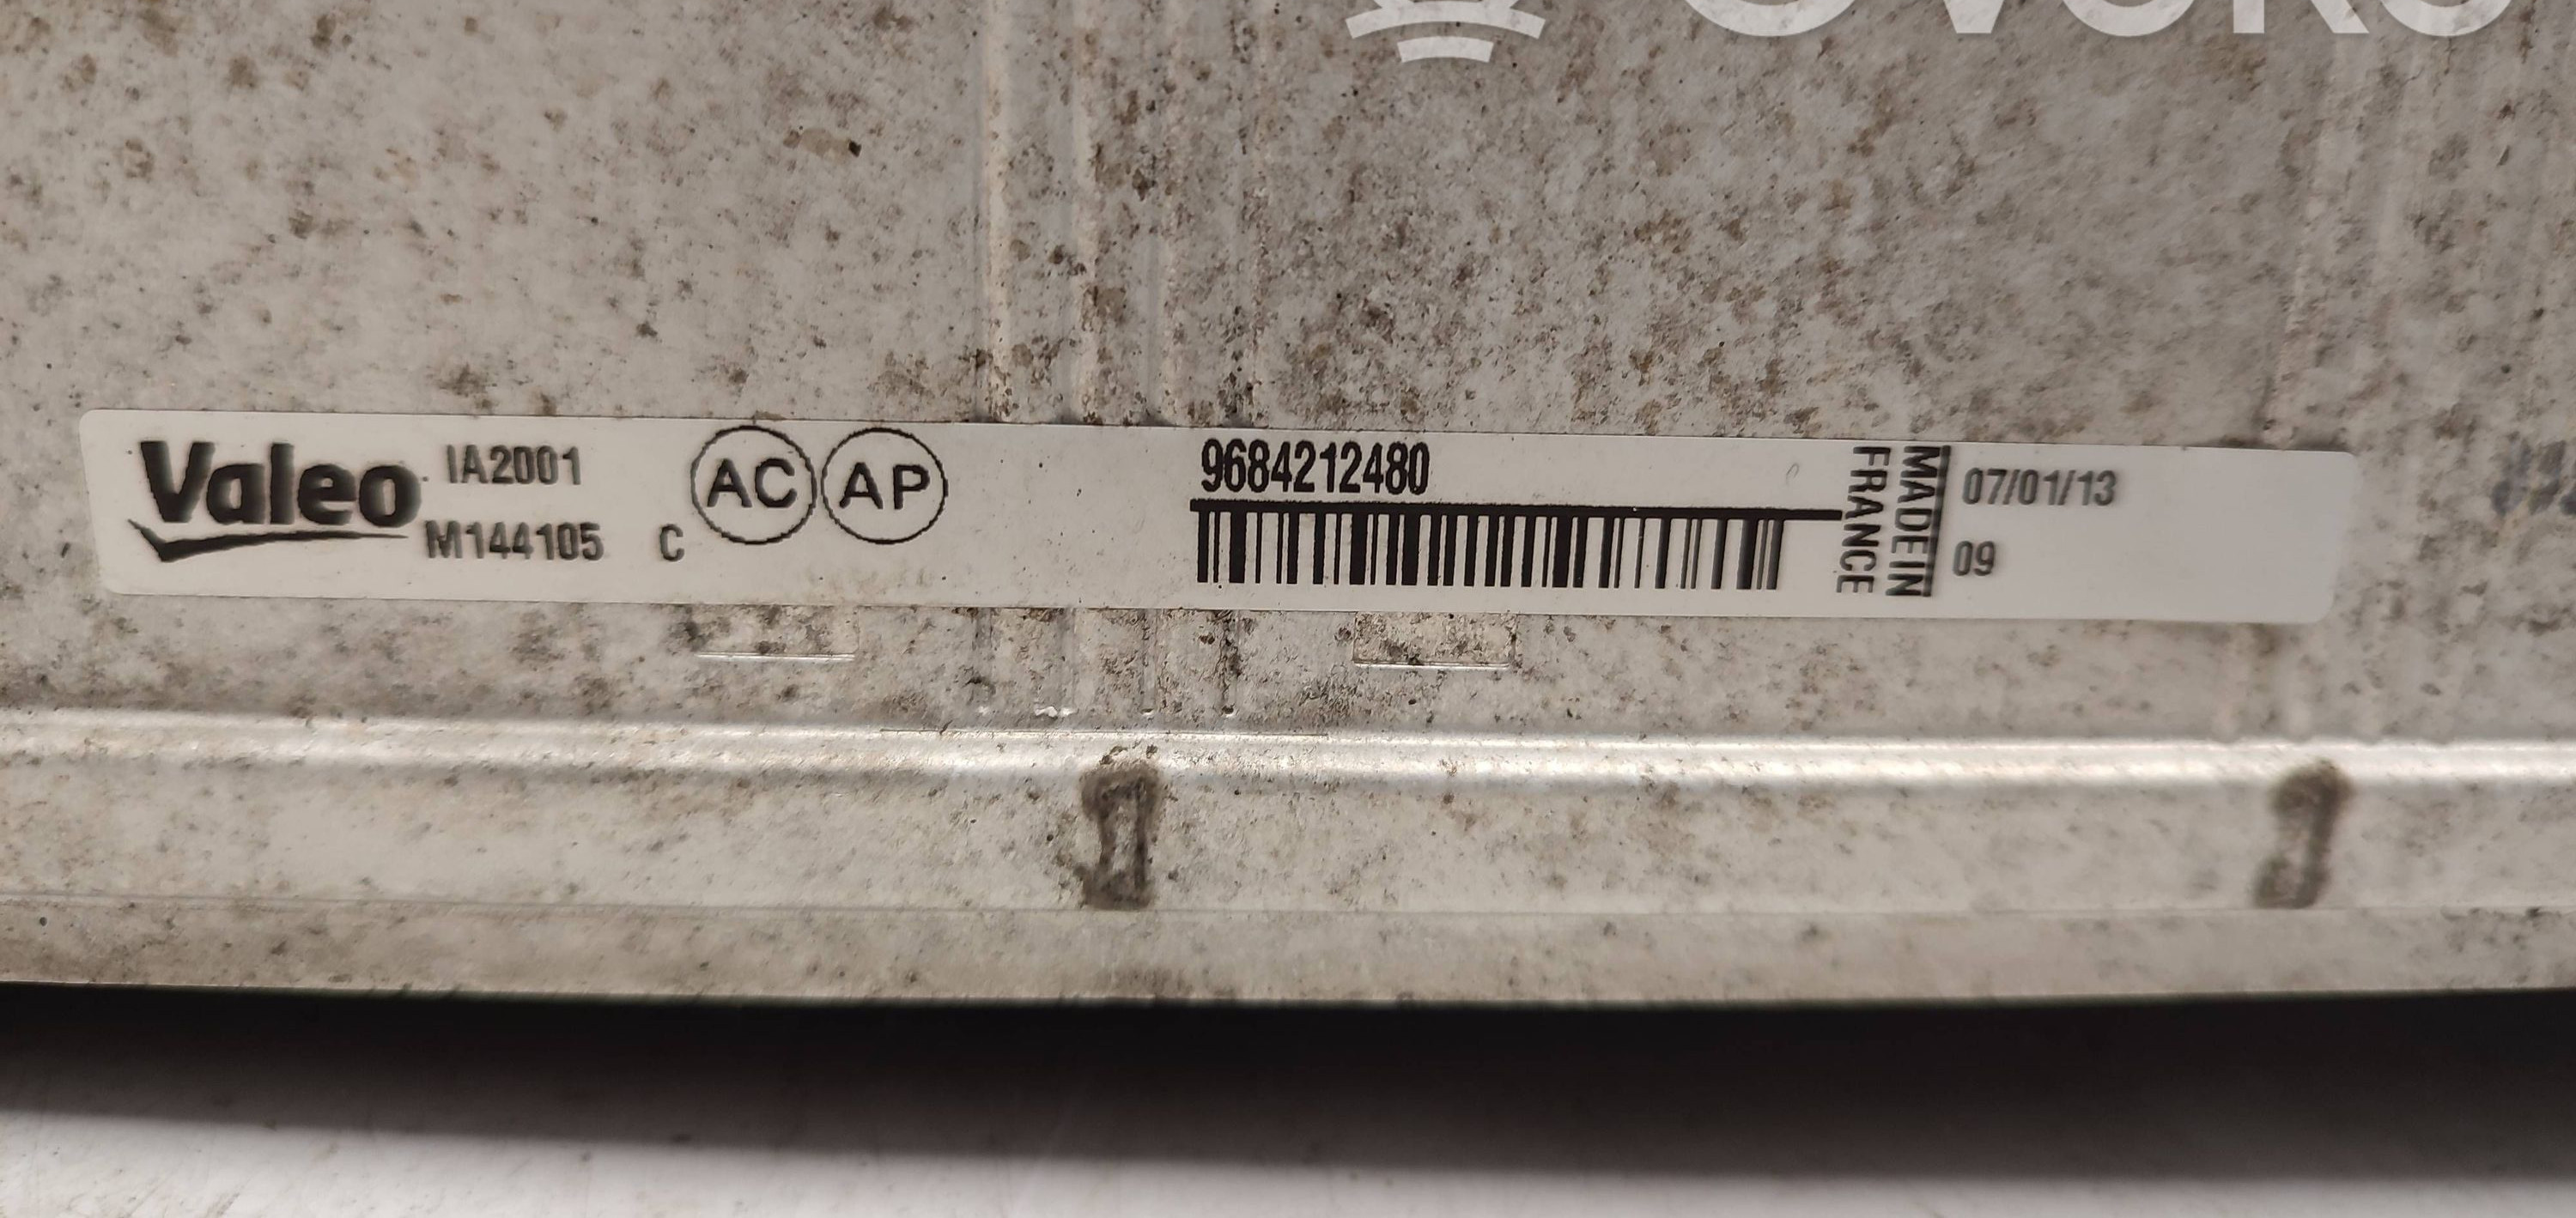 Valeo
IA2001
M144105 C
AC AP
9684212480
MADE IN
FRANCE
07/01/13
09